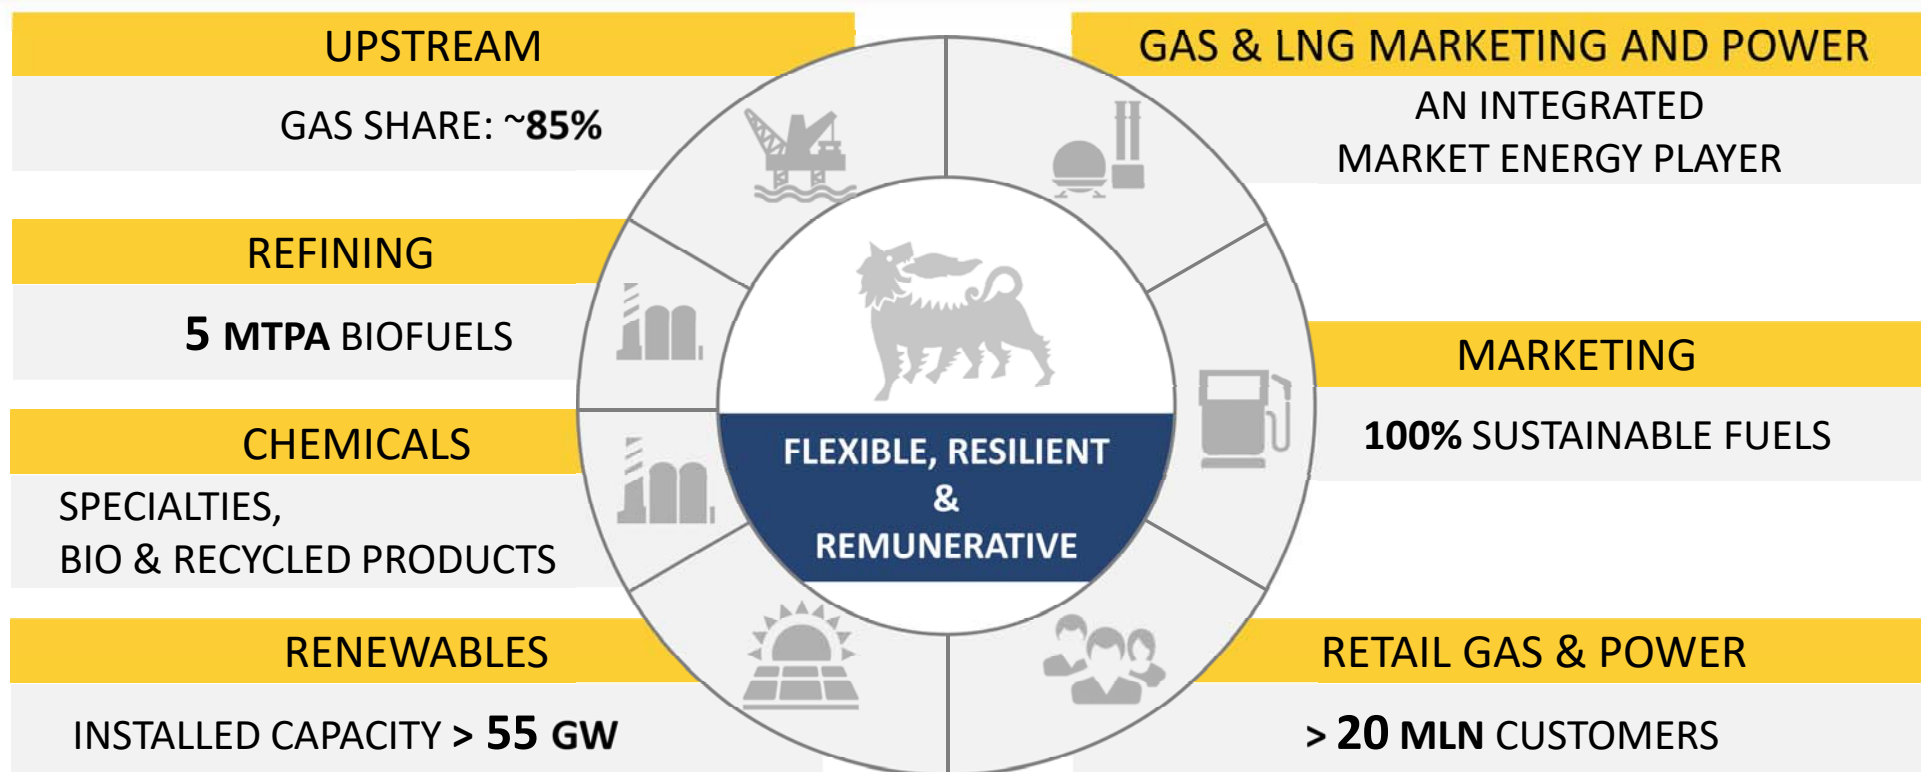 UPSTREAM
GAS SHARE: ~85%
REFINING
5 MTPA BIOFUELS
CHEMICALS
SPECIALTIES,
BIO & RECYCLED PRODUCTS
RENEWABLES
INSTALLED CAPACITY > 55 GW
FLEXIBLE, RESILIENT
&
REMUNERATIVE
GAS & LNG MARKETING AND POWER
AN INTEGRATED
MARKET ENERGY PLAYER
MARKETING
100% SUSTAINABLE FUELS
RETAIL GAS & POWER
> 20 MLN CUSTOMERS